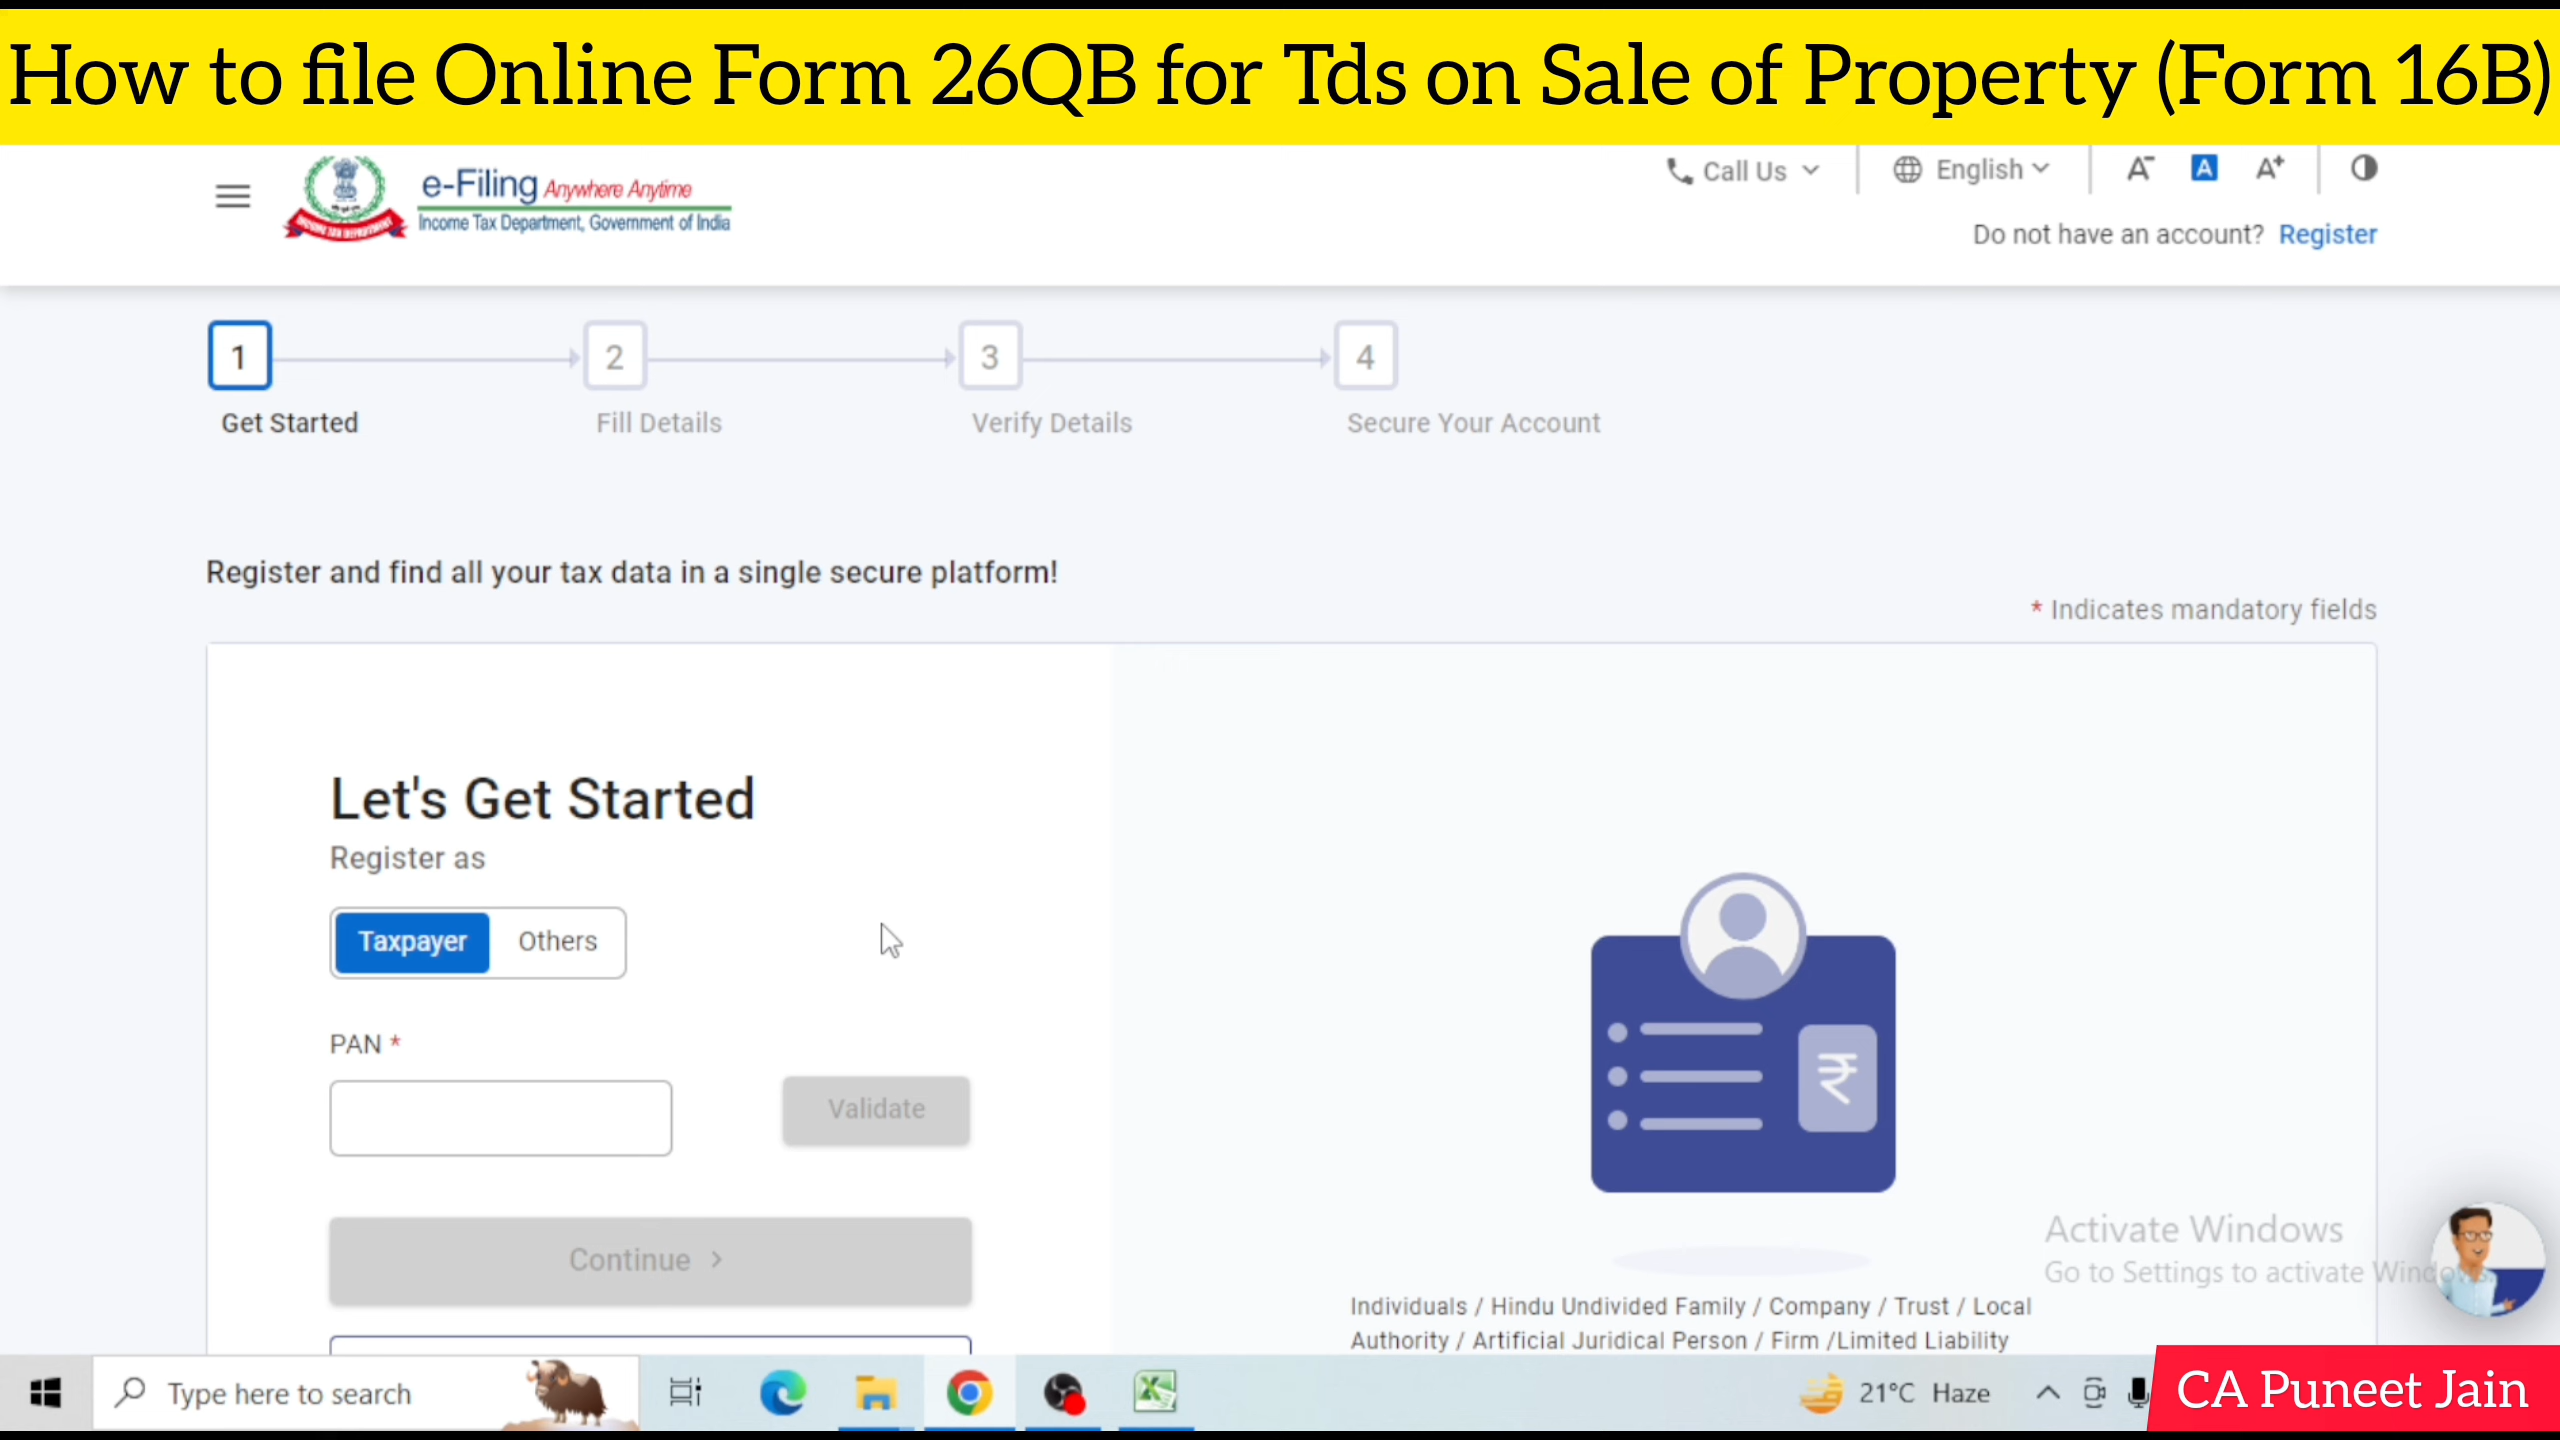 How to file Online Form 26QB for Tds on Sale of Property (Form 16B)
e-Filing Anywhere Anytime
Income Tax Department, Government of India
Call Us
English
A-
A
A+
Do not have an account? Register
1
2
3
4
Get Started
Fill Details
Verify Details
Secure Your Account
Register and find all your tax data in a single secure platform!
* Indicates mandatory fields
Let's Get Started
Register as
Taxpayer
Others
PAN *
Validate
Continue >
₹
Activate Windows
Go to Settings to activate Windows.
Individuals / Hindu Undivided Family / Company / Trust / Local
Authority / Artificial Juridical Person / Firm /Limited Liability
Type here to search
21°C Haze
CA Puneet Jain